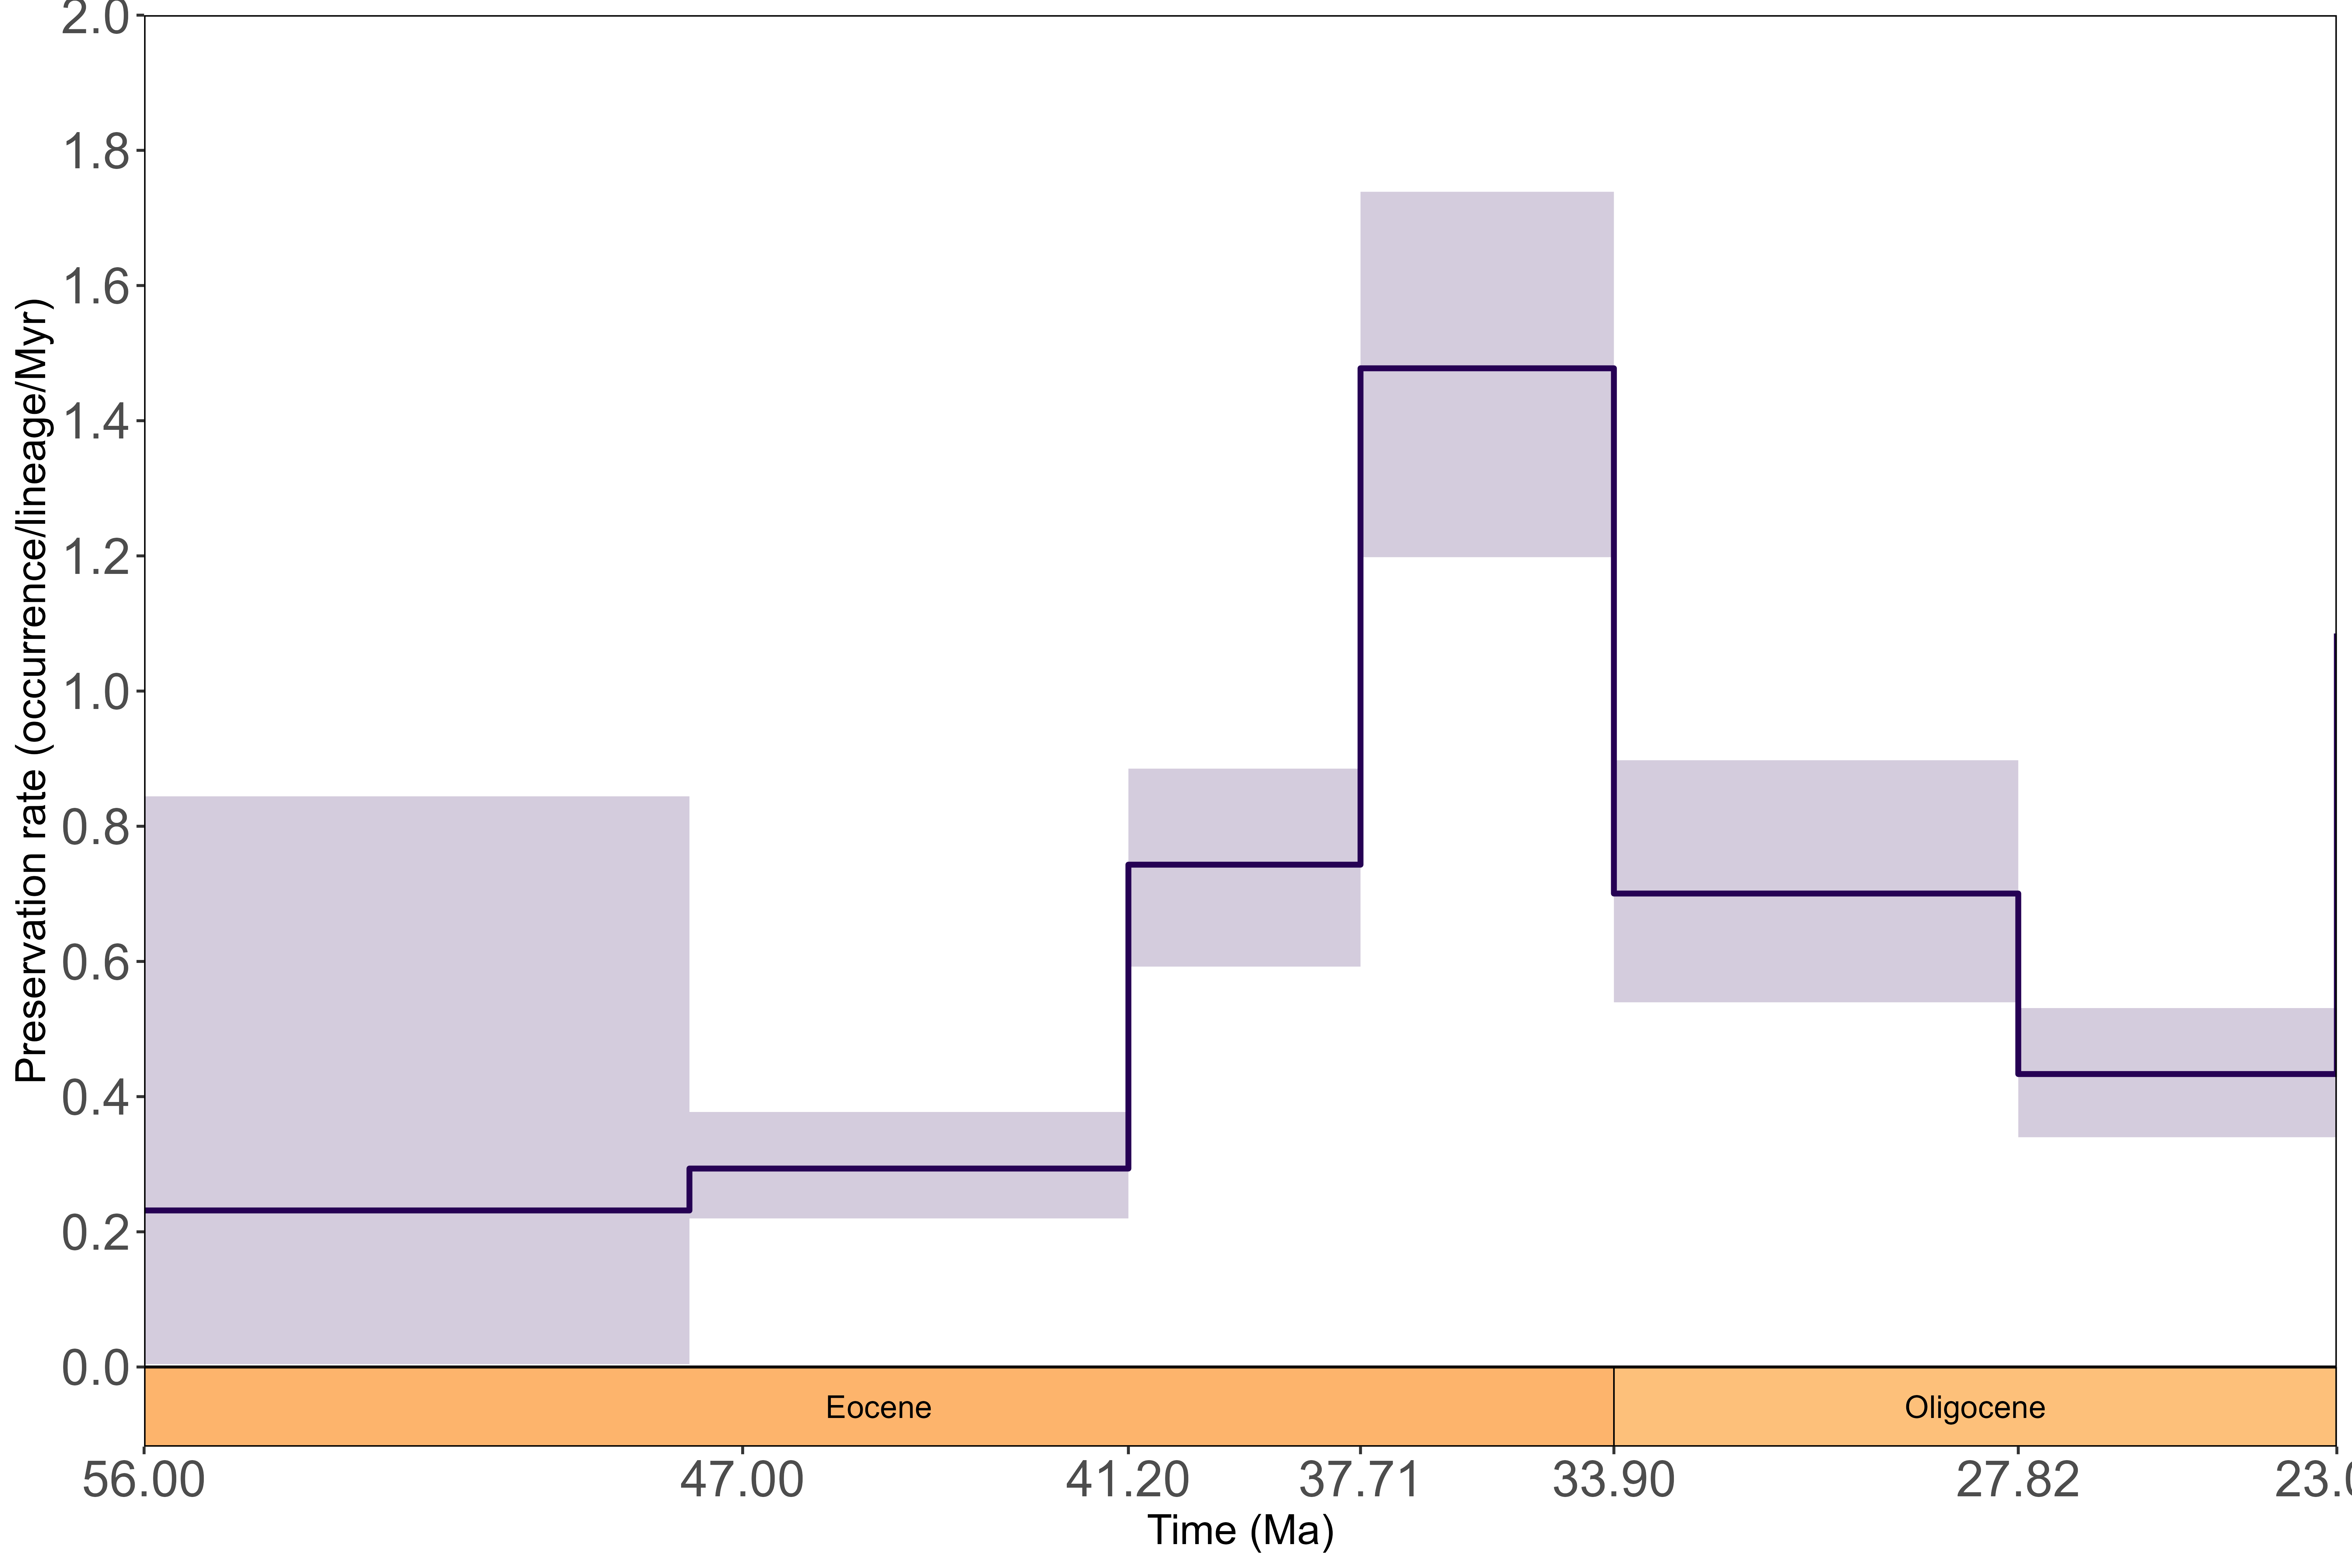 Preservation rate (occurrence/lineage/Myr)
2.0
1.8
1.6
1.4
1.2
1.0
0.8
0.6
0.4
0.2
0.0
Eocene Oligocene
56.00 47.00 41.20 37.71 33.90 27.82 23.0
Time (Ma)